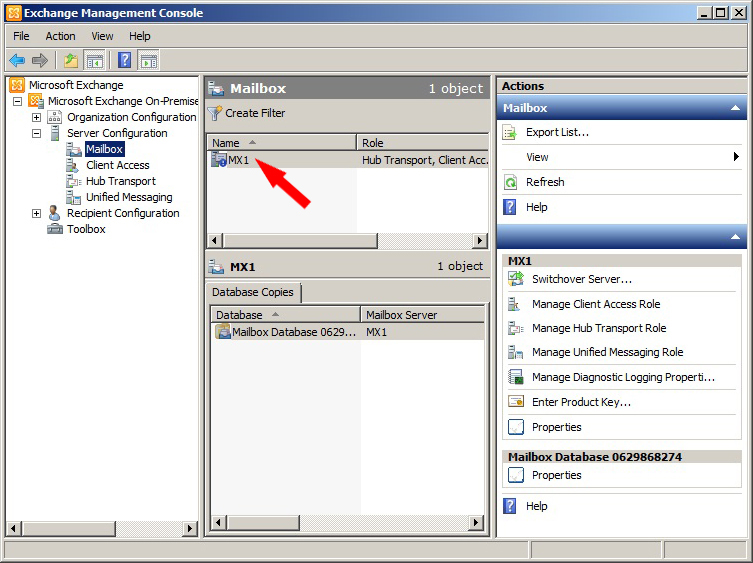 Exchange Management Console
File Action View Help
Microsoft Exchange
Microsoft Exchange On-Premise
Organization Configuration
Server Configuration
Mailbox
Client Access
Hub Transport
Unified Messaging
Recipient Configuration
Toolbox
Mailbox 1 object
Create Filter
Name Role
MX1 Hub Transport, Client Acc...
MX1 1 object
Database Copies
Database Mailbox Server
Mailbox Database 0629... MX1
Actions
Mailbox
Export List...
View
Refresh
Help
MX1
Switchover Server...
Manage Client Access Role
Manage Hub Transport Role
Manage Unified Messaging Role
Manage Diagnostic Logging Properti...
Enter Product Key...
Properties
Mailbox Database 0629868274
Properties
Help